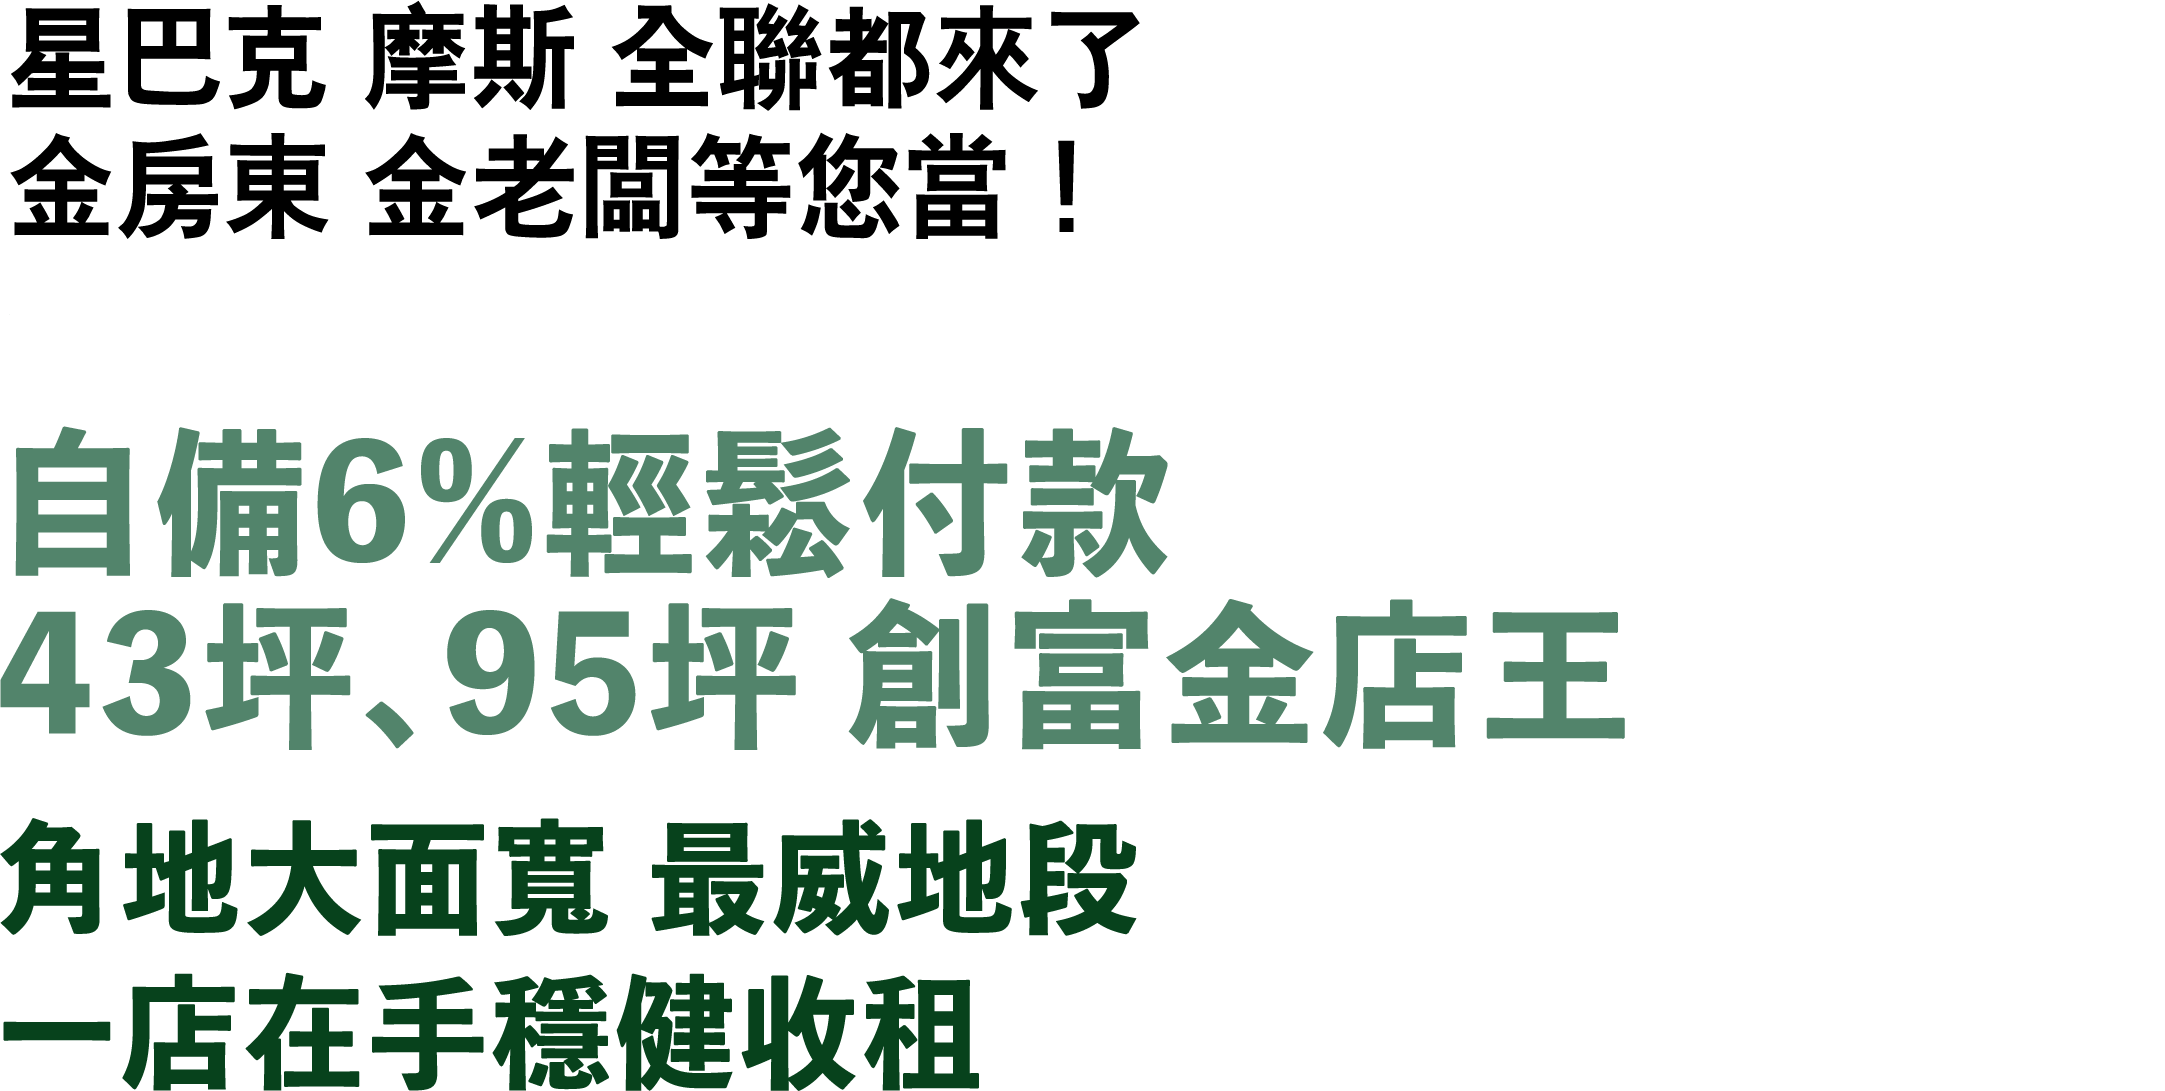 星巴克 摩斯 全聯都來了
金房東 金老闆等您當！
自備6%輕鬆付款
43坪、95坪 創富金店王
角地大面寬 最威地段
一店在手穩健收租